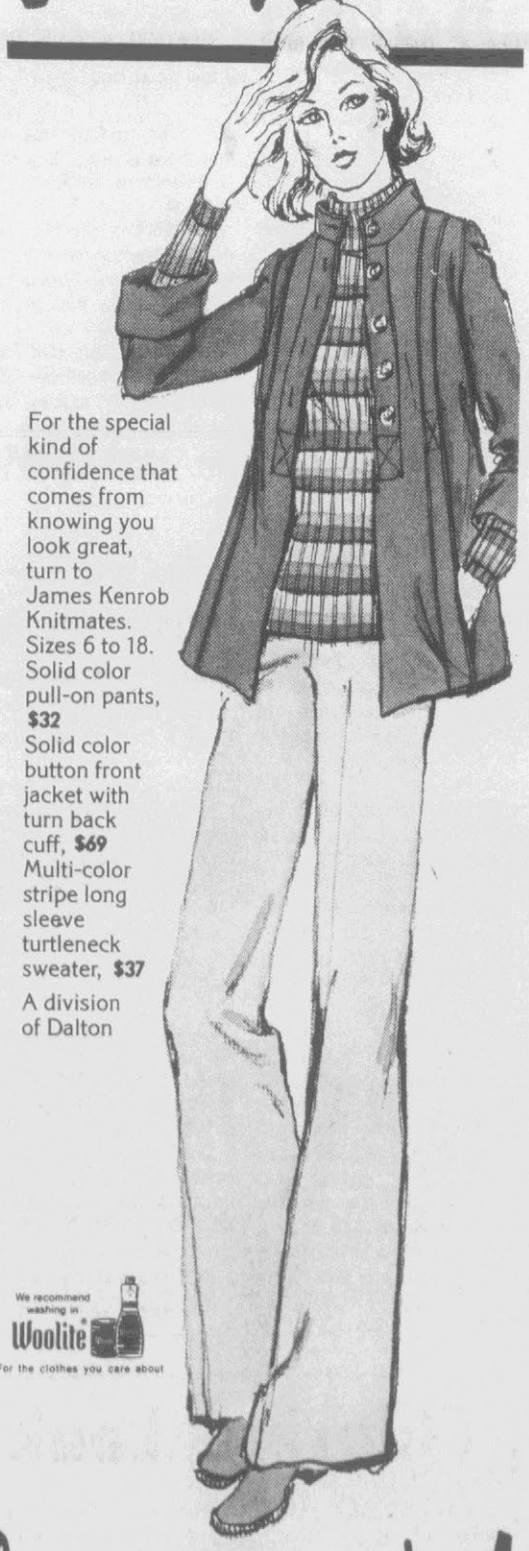 For the special
kind of
confidence that
comes from
knowing you
look great,
turn to
James Kenrob
Knitmates.
Sizes 6 to 18.
Solid color
pull-on pants,
$32
Solid color
button front
jacket with
turn back
cuff, $69
Multi-color
stripe long
sleeve
turtleneck
sweater, $37
A division
of Dalton
We recommend
washing in
Woolite®
For the clothes you care about